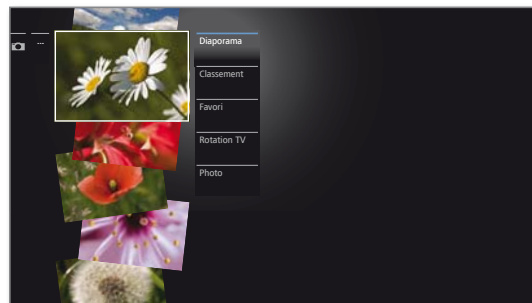 ...
Diaporama
Classement
Favori
Rotation TV
Photo